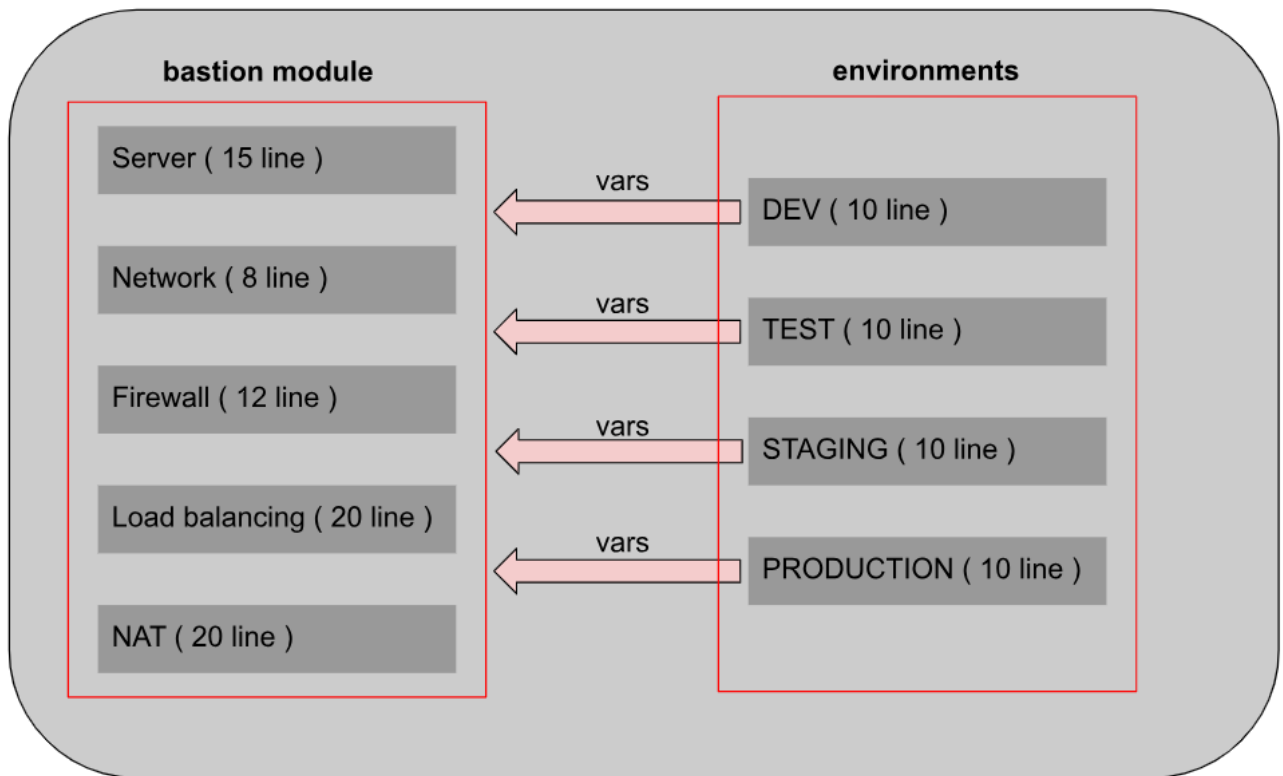 bastion module
Server ( 15 line )
Network ( 8 line )
Firewall ( 12 line )
Load balancing ( 20 line )
NAT ( 20 line )
vars
vars
vars
vars
environments
DEV ( 10 line )
TEST ( 10 line )
STAGING ( 10 line )
PRODUCTION ( 10 line )